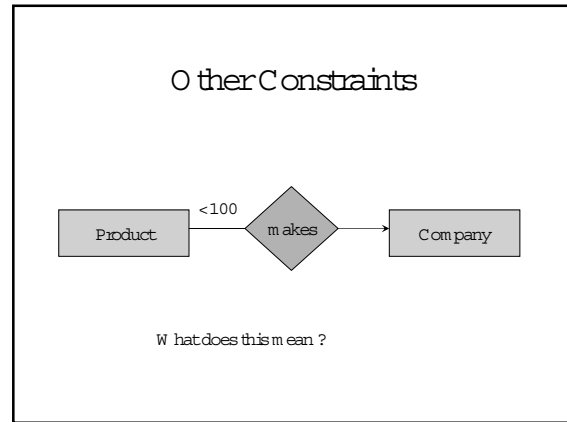 Other Constraints
<100
Product
makes
Company
What does this mean ?